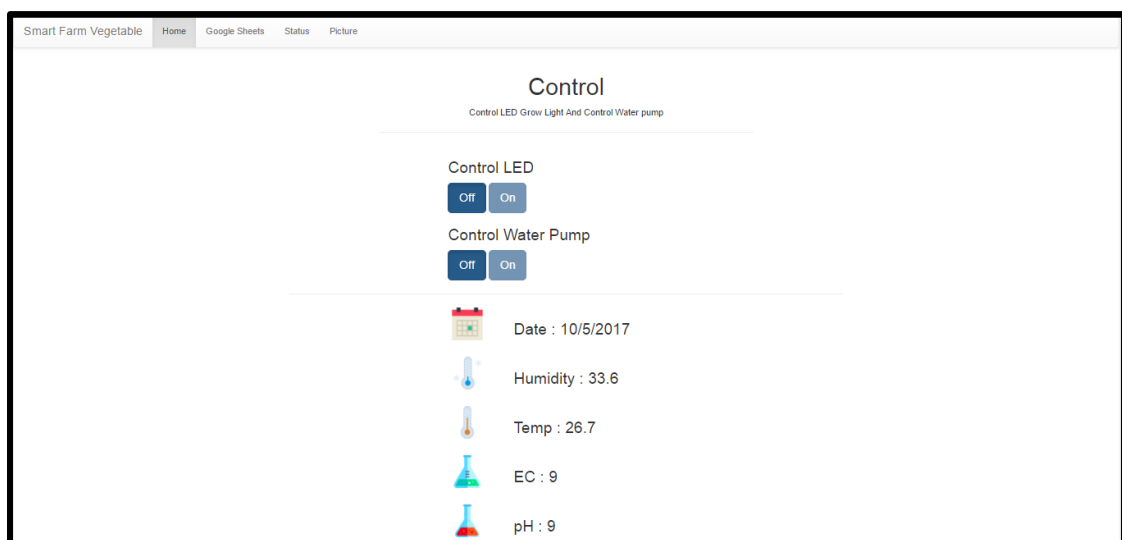 Smart Farm Vegetable Home Google Sheets Status Picture
Control
Control LED Grow Light And Control Water pump
Control LED
Off On
Control Water Pump
Off On
Date : 10/5/2017
Humidity : 33.6
Temp : 26.7
EC : 9
pH : 9